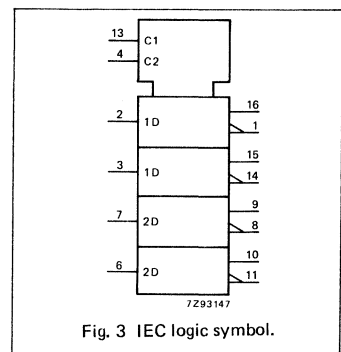 13 C1
4 C2
16
2 1D
1
15
3 1D
14
9
7 2D
8
10
6 2D
11
7Z93147
Fig. 3 IEC logic symbol.